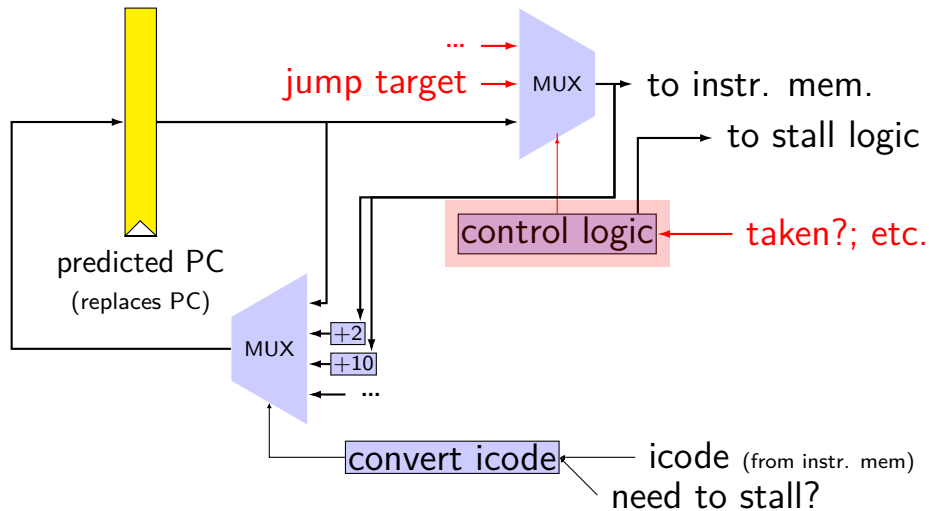 ...
jump target
MUX
to instr. mem.
to stall logic
control logic
taken?; etc.
predicted PC
(replaces PC)
MUX
+2
+10
...
convert icode
icode (from instr. mem)
need to stall?